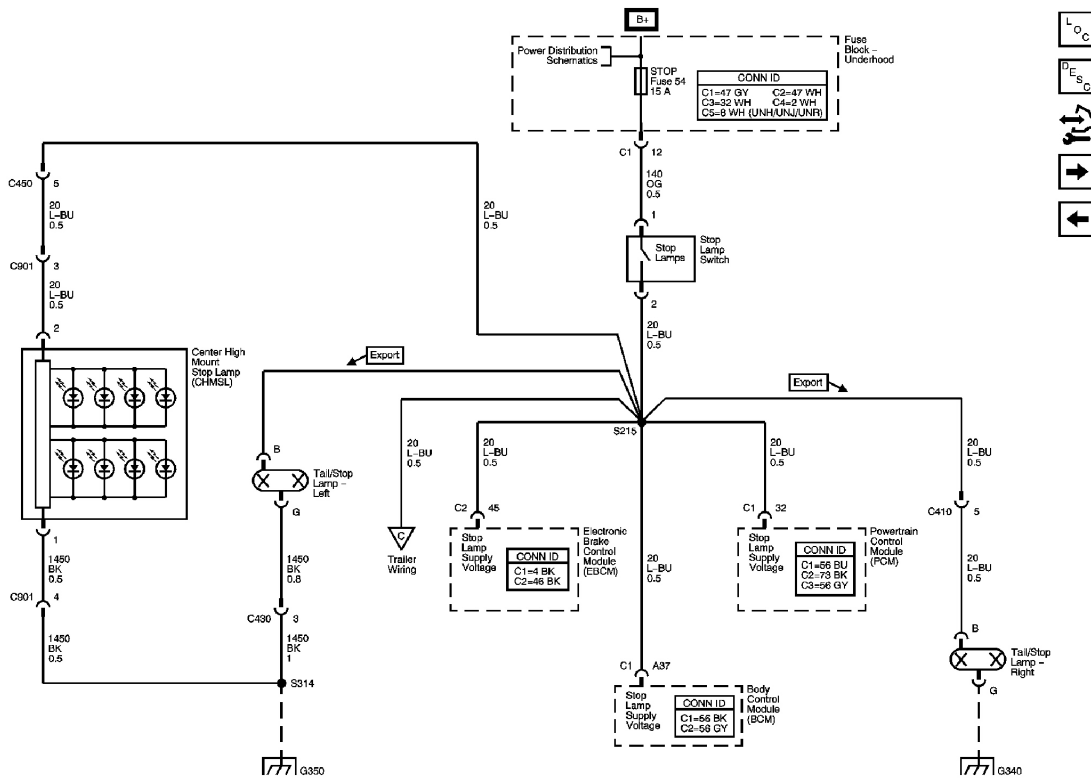 B+
Power Distribution
Schematics
STOP
Fuse 54
15 A
CONN ID
C1=47 GY C2=47 WH
C3=32 WH C4=2 WH
C5=8 WH (UNH/UNJ/UNR)
Fuse
Block –
Underhood
LOC
DESC
C1 12
140
OG
0.5
1
Stop
Lamps
Stop
Lamp
Switch
2
20
L–BU
0.5
C450 5
20
L–BU
0.5
20
L–BU
0.5
C901 3
20
L–BU
0.5
2
Center High
Mount
Stop Lamp
(CHMSL)
Export
Export
S215
B
Tail/Stop
Lamp –
Left
G
20
L–BU
0.5
C
Trailer
Wiring
20
L–BU
0.5
C2 45
Stop
Lamp
Supply
Voltage
CONN ID
C1=4 BK
C2=46 BK
Electronic
Brake
Control
Module
(EBCM)
20
L–BU
0.5
20
L–BU
0.5
C1 32
Stop
Lamp
Supply
Voltage
CONN ID
C1=56 BU
C2=73 BK
C3=56 GY
Powertrain
Control
Module
(PCM)
20
L–BU
0.5
C410 5
20
L–BU
0.5
B
Tail/Stop
Lamp –
Right
G
G340
1
1450
BK
0.5
C901 4
1450
BK
0.5
1450
BK
0.8
C430 3
1450
BK
1
S314
G350
C1 A37
Stop
Lamp
Supply
Voltage
CONN ID
C1=56 BK
C2=56 GY
Body
Control
Module
(BCM)